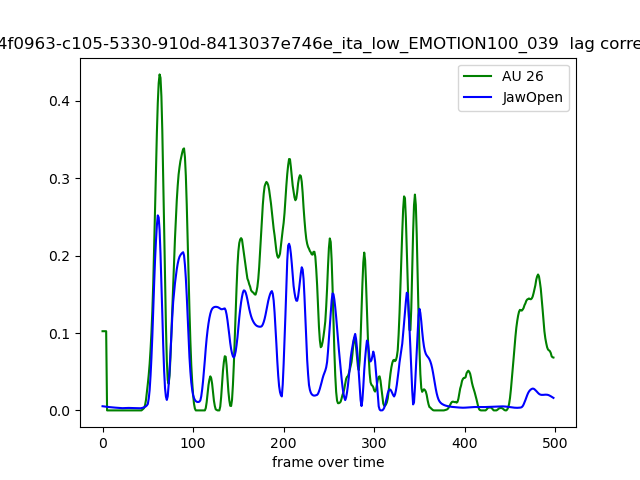 4f0963-c105-5330-910d-8413037e746e_ita_low_EMOTION100_039 lag corre
AU 26
JawOpen
0.4
0.3
0.2
0.1
0.0
0 100 200 300 400 500
frame over time